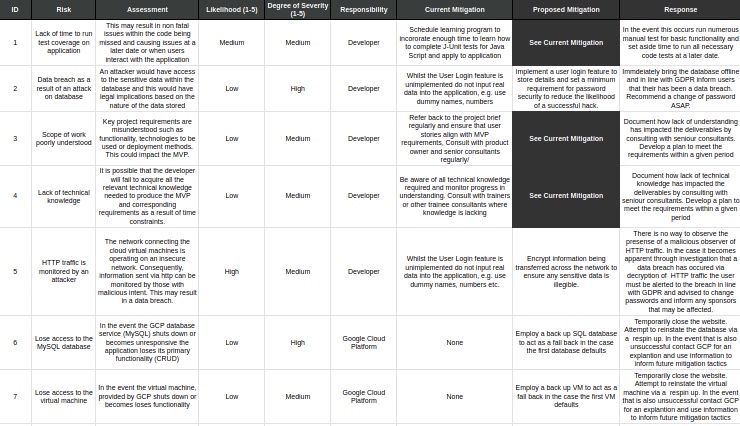 ID
Risk
Assessment
Likelihood (1-5)
Degree of Severity
(1-5)
Responsibility
Current Mitigation
Proposed Mitigation
Response
1
Lack of time to run
test coverage on
application
This may result in non fatal
issues within the code being
missed and causing issues at a
later date or when users
interact with the application
Medium
Medium
Developer
Schedule learning program to
incororate enough time to learn how
to complete J-Unit tests for Java
Script and apply to application
See Current Mitigation
In the event this occurs run numerous
manual test for basic functionality and
set aside time to run all necessary
code tests at a later date.
2
Data breach as a
result of an attack
on database
An attacker would have access
to the sensitive data within the
database and this would have
legal implications based on the
nature of the data stored
Low
High
Developer
Whilst the User Login feature is
unimplemented do not input real
data into the application, e.g. use
dummy names, numbers
Implement a user login feature to
store details and set a minimum
requirement for password
security to reduce the likelihood
of a successful hack.
Immdeiately bring the database offline
and in line with GDPR inform users
that their has been a data breach.
Recommend a change of password
ASAP.
3
Scope of work
poorly understood
Key project requirements are
misunderstood such as
functionality, technologies to be
used or deployment methods.
This could impact the MVP.
Low
Medium
Developer
Refer back to the project brief
regularly and ensure that user
stories align with MVP
requirements, Consult with product
owner and senior consultants
regularly/
See Current Mitigation
Document how lack of understanding
has impacted the deliverables by
consulting with seniour consultants.
Develop a plan to meet the
requirements within a given period
4
Lack of technical
knowledge
It is possible that the developer
will fail to acquire all the
relevant technical knowledge
needed to produce the MVP
and corresponding
requirements as a result of time
constraints.
Low
Medium
Developer
Be aware of all technical knowledge
required and monitor progress in
understanding. Consult with trainers
or other trainee consultants where
knowledge is lacking
See Current Mitigation
Document how lack of technical
knowledge has impacted the
deliverables by consulting with
seniour consultants. Develop a plan to
meet the requirements within a given
period
5
HTTP traffic is
monitored by an
attacker
The network connecting the
cloud virtual machines is
operating on an insecure
network. Consequently,
information sent via http can be
monitored by those with
malicious intent. This may result
in a data breach.
High
Medium
Developer
Whilst the User Login feature is
unimplemented do not input real
data into the application, e.g. use
dummy names, numbers etc.
Encrypt information being
transferred across the network to
ensure any sensitive data is
illegible.
There is no way to observe the
presense of a malicious observer of
HTTP traffic. In the case it becomes
apparent through investigation that a
data breach has occured via
decryption of HTTP traffic the user
must be alerted to the breach in line
with GDPR and advised to change
passwords and inform any sponsors
that may be affected.
6
Lose access to the
MySQL database
In the event the GCP database
service (MySQL) shuts down or
becomes unresponsive the
application loses its primary
functionality (CRUD)
Low
High
Google Cloud
Platform
None
Employ a back up SQL database
to act as a fall back in the case
the first database defaults
Temporarily close the website.
Attempt to reinstate the database via
a respin up. In the event that is also
unsuccessful contact GCP for an
explantion and use information to
inform future mitigation tactics
7
Lose access to the
virtual machine
In the event the virtual machine,
provided by GCP shuts down or
becomes loses functionality
Low
Medium
Google Cloud
Platform
None
Employ a back up VM to act as a
fall back in the case the first VM
defaults
Temporarily close the website.
Attempt to reinstate the virtual
machine via a respin up. In the event
that is also unsuccessful contact GCP
for an explantion and use information
to inform future mitigation tactics